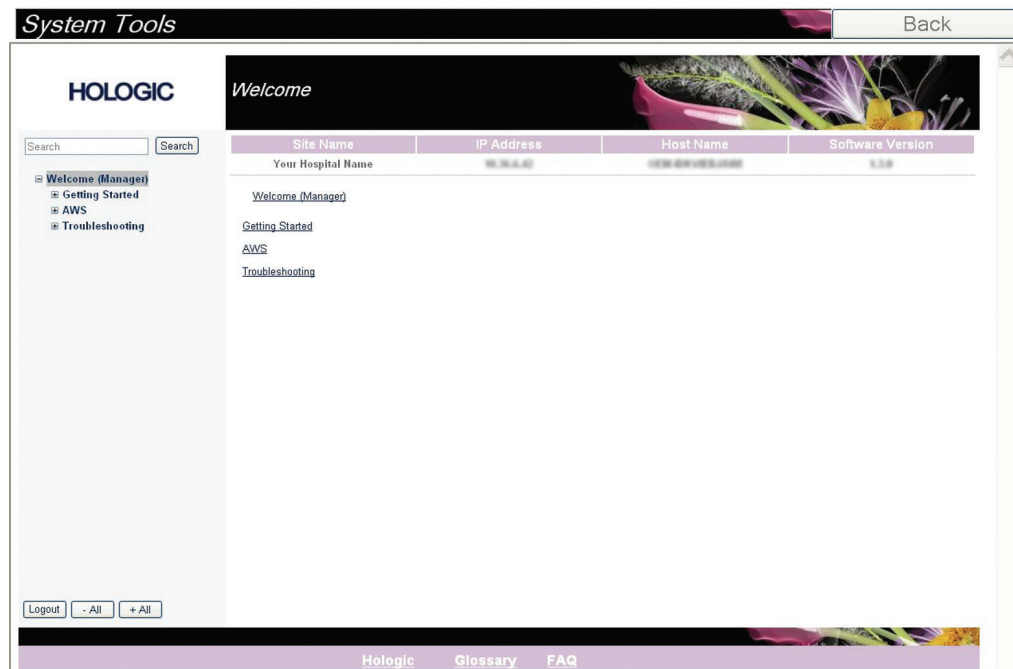 System Tools
Back
HOLOGIC
Welcome
Search
Search
Site Name
IP Address
Host Name
Software Version
Your Hospital Name
Welcome (Manager)
Getting Started
AWS
Troubleshooting
Welcome (Manager)
Getting Started
AWS
Troubleshooting
Logout
- All
+ All
Hologic
Glossary
FAQ